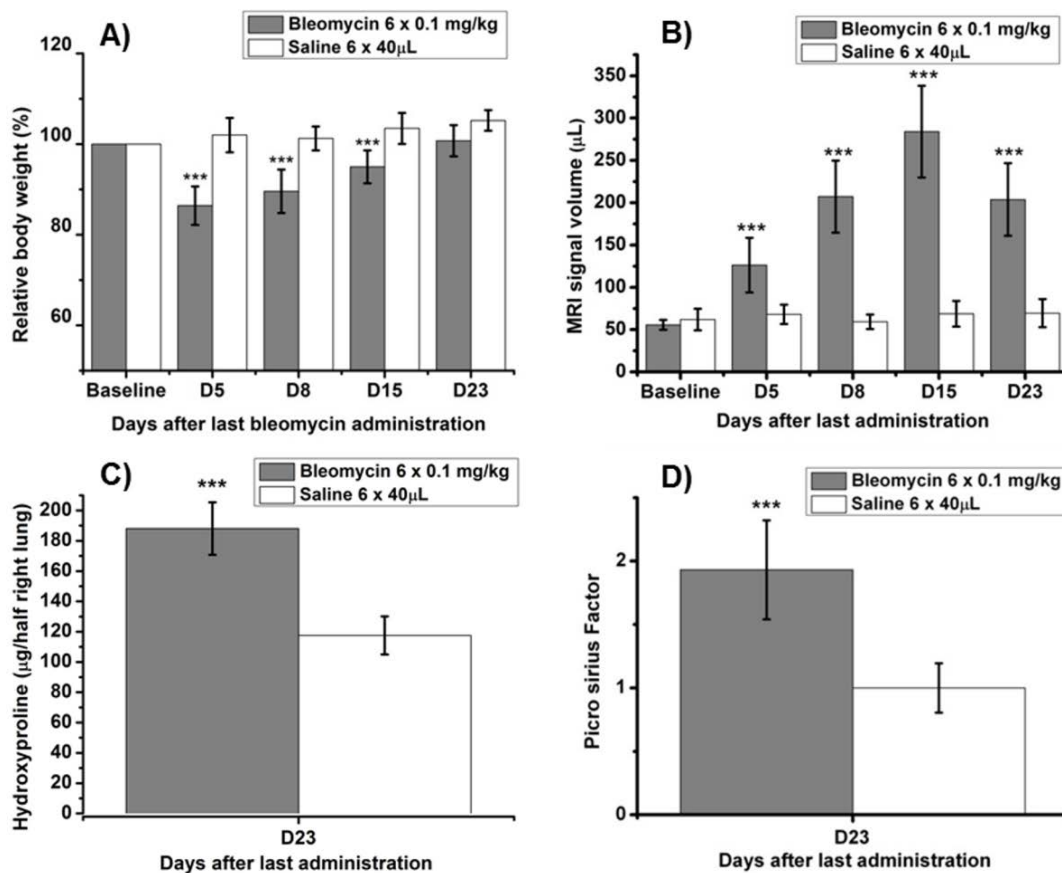 A)
Bleomycin 6 x 0.1 mg/kg
Saline 6 x 40µL
Relative body weight (%)
120
100
80
60
***
***
***
Baseline D5 D8 D15 D23
Days after last bleomycin administration
B)
Bleomycin 6 x 0.1 mg/kg
Saline 6 x 40µL
MRI signal volume (µL)
350
300
250
200
150
100
50
0
***
***
***
***
Baseline D5 D8 D15 D23
Days after last administration
C)
Bleomycin 6 x 0.1 mg/kg
Saline 6 x 40µL
Hydroxyproline (µg/half right lung)
200
190
180
170
160
140
120
100
80
60
40
20
0
***
D23
Days after last administration
D)
Bleomycin 6 x 0.1 mg/kg
Saline 6 x 40µL
Picro sirius Factor
2
1
0
***
D23
Days after last administration